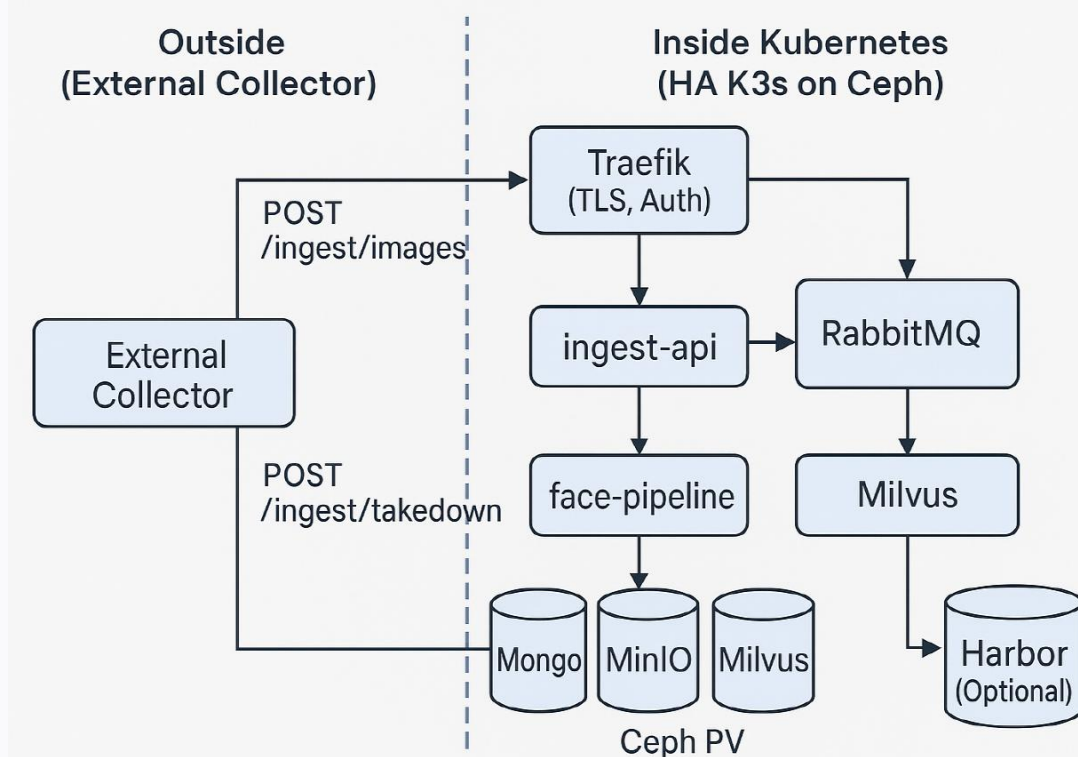 Outside
(External Collector)
Inside Kubernetes
(HA K3s on Ceph)
Traefik
(TLS, Auth)
POST
/ingest/images
RabbitMQ
ingest-api
External
Collector
POST
/ingest/takedown
face-pipeline
Milvus
Mongo
MinIO
Milvus
Harbor
(Optional)
Ceph PV